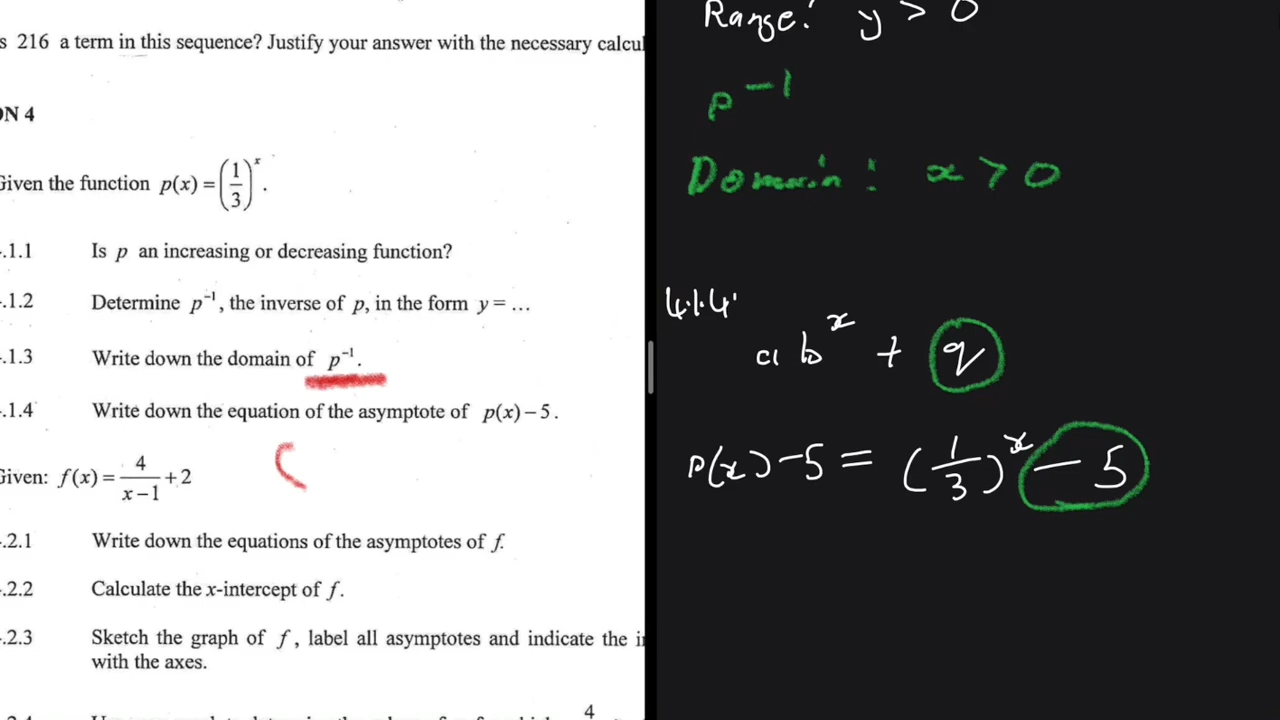 s 216 a term in this sequence? Justify your answer with the necessary calcul
ON 4
Given the function p(x) = (1/3)^x.
.1.1 Is p an increasing or decreasing function?
.1.2 Determine p⁻¹, the inverse of p, in the form y = ...
.1.3 Write down the domain of p⁻¹.
.1.4 Write down the equation of the asymptote of p(x) – 5.
Given: f(x) = 4/(x–1) + 2
.2.1 Write down the equations of the asymptotes of f.
.2.2 Calculate the x-intercept of f.
.2.3 Sketch the graph of f, label all asymptotes and indicate the i
with the axes.
4
Range: y > 0
p⁻¹
Domain: x > 0
4.1.4
ab^x + q
p(x) – 5 = (1/3)^x – 5